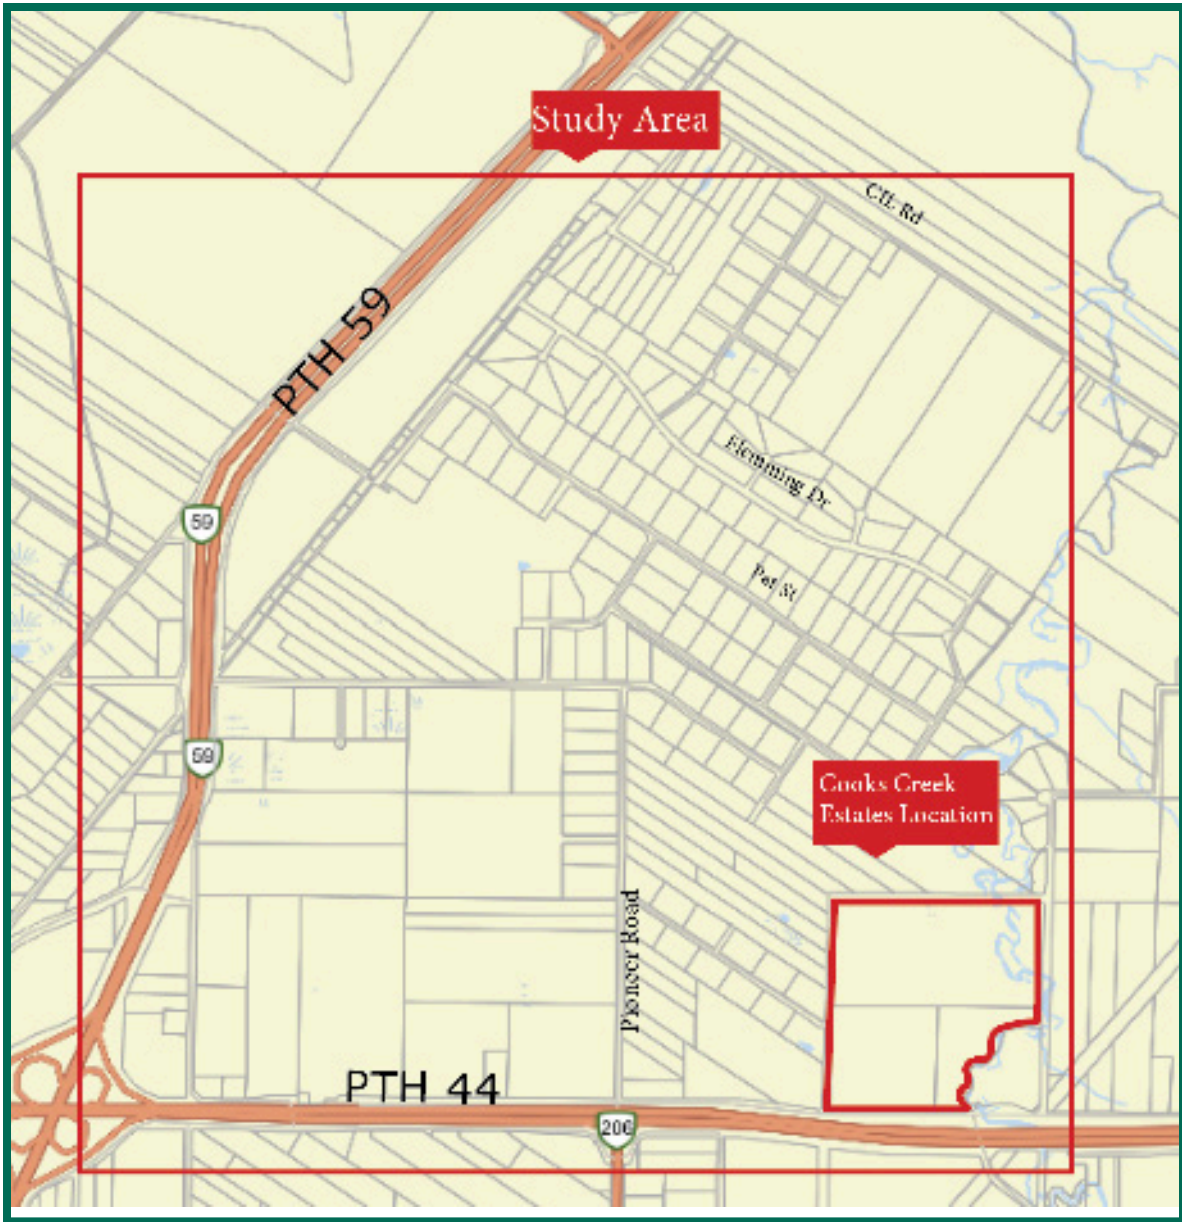 Study Area
CIL Rd
PTH 59
Flemming Dr
59
Pat St
59
Cooks Creek
Estates Location
Pioneer Road
PTH 44
206